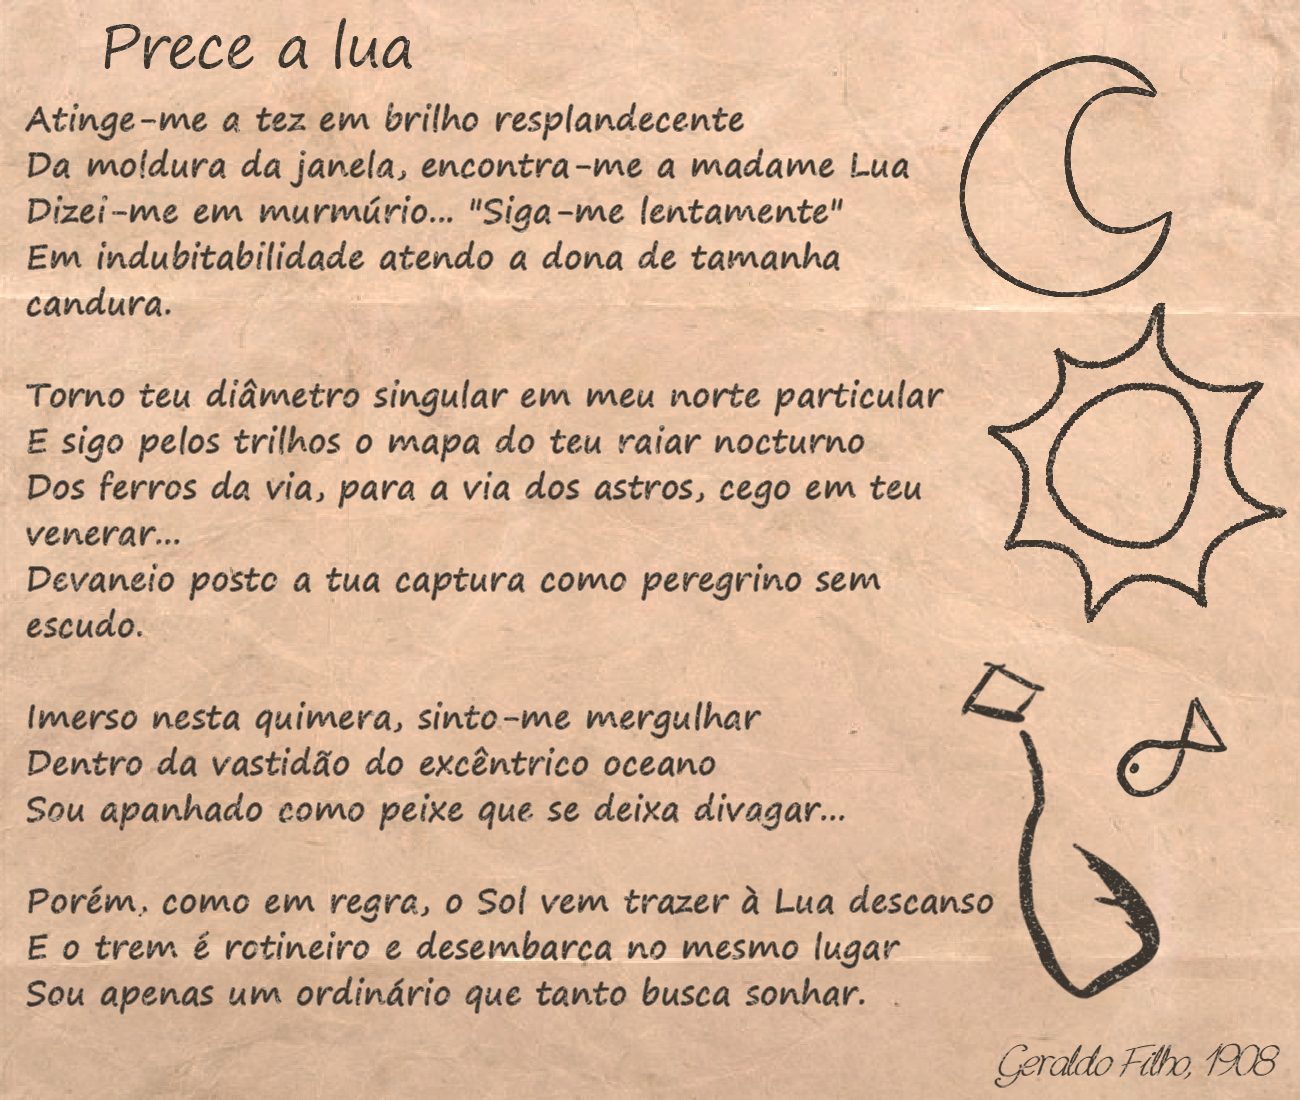 Prece a lua
Atinge-me a tez em brilho resplandecente
Da moldura da janela, encontra-me a madame Lua
Dizei-me em murmúrio... "Siga-me lentamente"
Em indubitabilidade atendo a dona de tamanha
candura.
Torno teu diâmetro singular em meu norte particular
E sigo pelos trilhos o mapa do teu raiar nocturno
Dos ferros da via, para a via dos astros, cego em teu
venerar...
Devaneio posto a tua captura como peregrino sem
escudo.
Imerso nesta quimera, sinto-me mergulhar
Dentro da vastidão do excêntrico oceano
Sou apanhado como peixe que se deixa divagar...
Porém, como em regra, o Sol vem trazer à Lua descanso
E o trem é rotineiro e desembarca no mesmo lugar
Sou apenas um ordinário que tanto busca sonhar.
Geraldo Filho, 1908